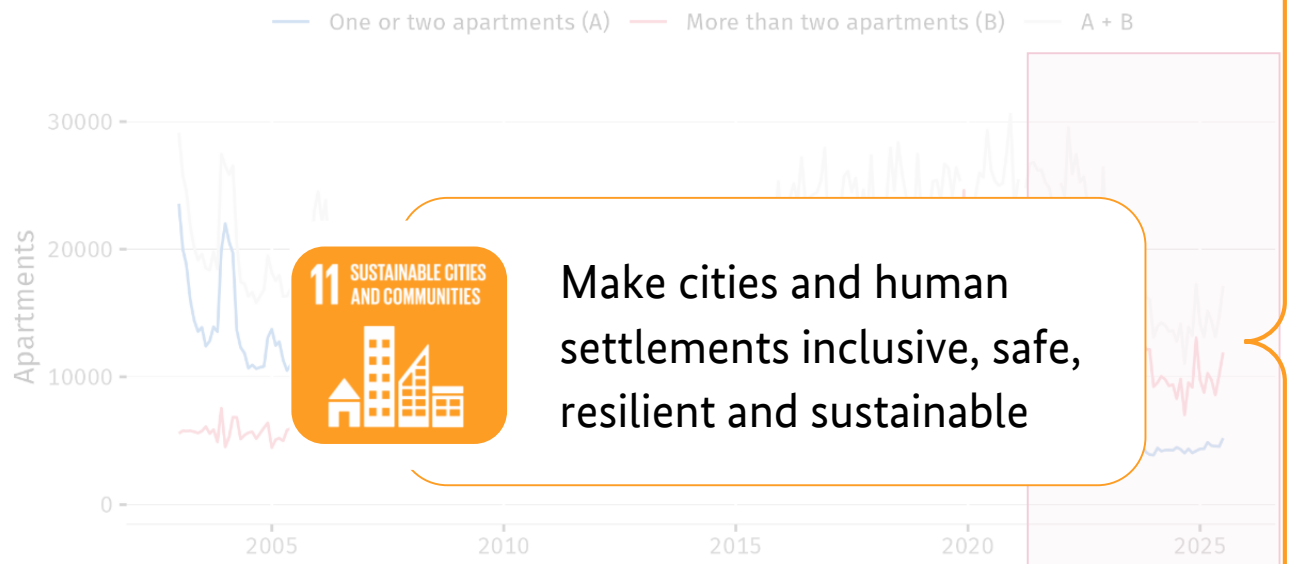 One or two apartments (A) More than two apartments (B) A + B
Apartments
30000
20000
10000
0
2005 2010 2015 2020 2025
11 SUSTAINABLE CITIES
AND COMMUNITIES
Make cities and human
settlements inclusive, safe,
resilient and sustainable